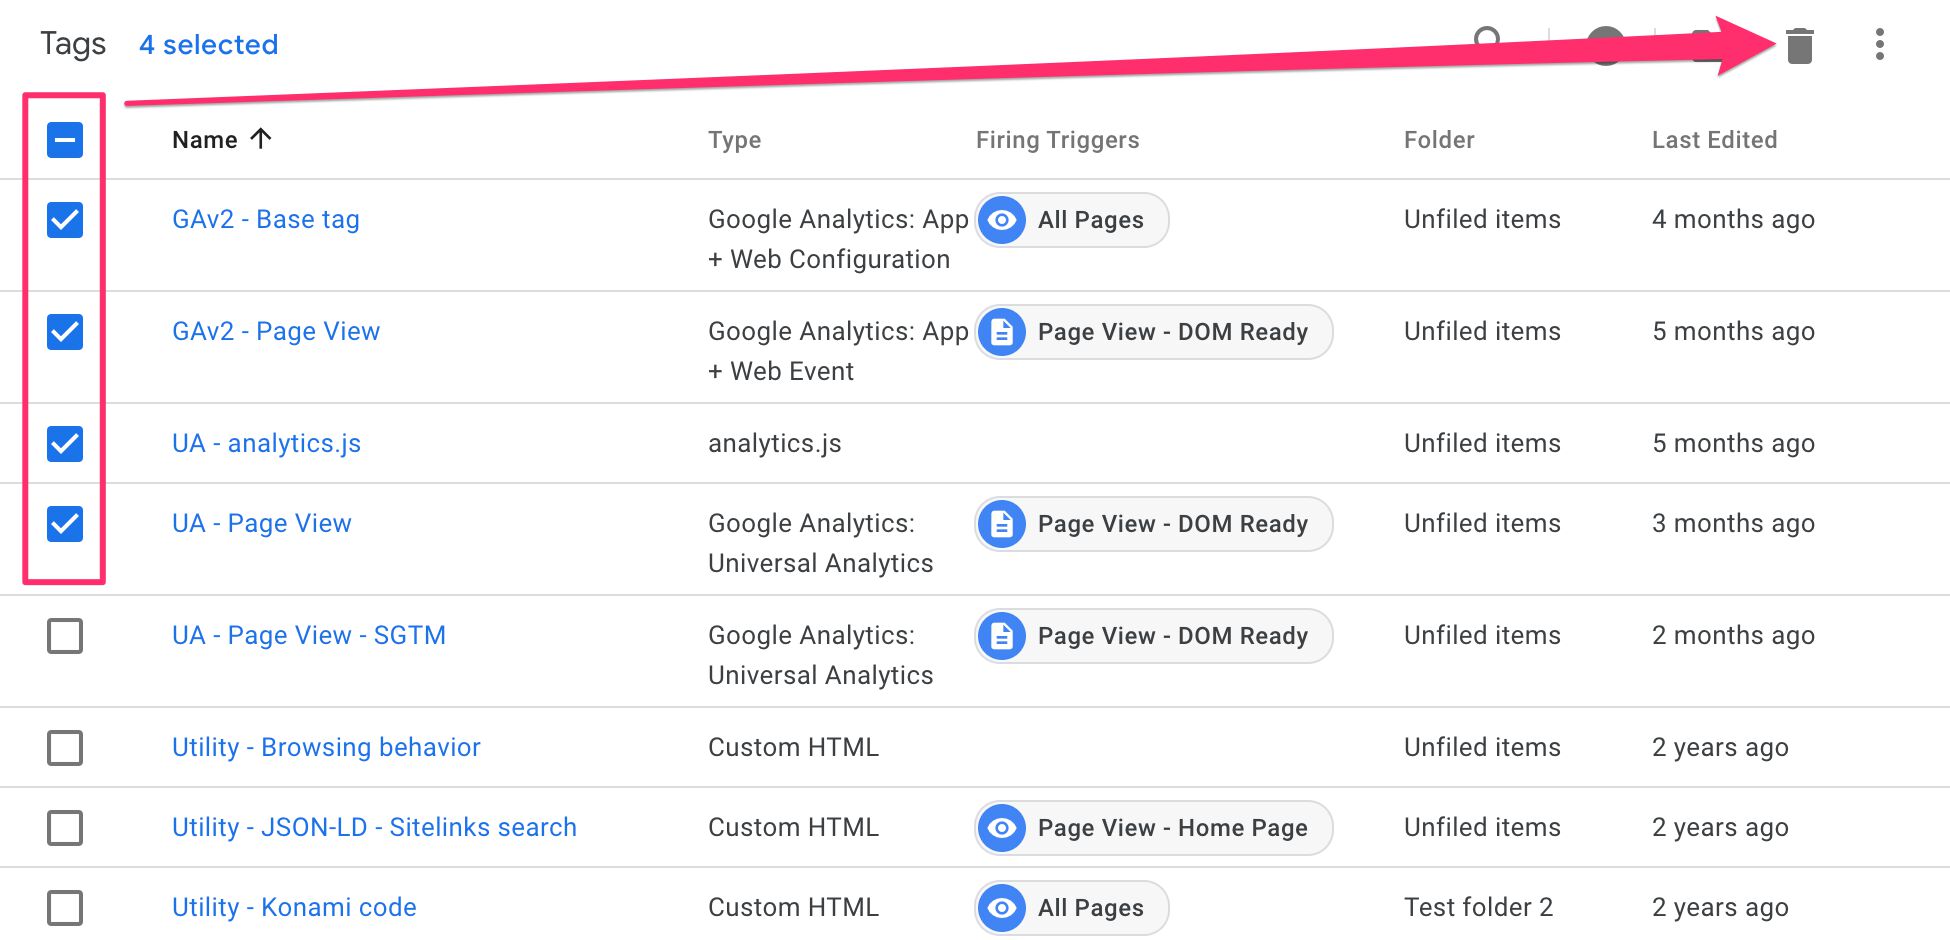 Tags 4 selected
Name Type Firing Triggers Folder Last Edited
GAv2 - Base tag Google Analytics: App All Pages Unfiled items 4 months ago
+ Web Configuration
GAv2 - Page View Google Analytics: App Page View - DOM Ready Unfiled items 5 months ago
+ Web Event
UA - analytics.js analytics.js Unfiled items 5 months ago
UA - Page View Google Analytics: Page View - DOM Ready Unfiled items 3 months ago
Universal Analytics
UA - Page View - SGTM Google Analytics: Page View - DOM Ready Unfiled items 2 months ago
Universal Analytics
Utility - Browsing behavior Custom HTML Unfiled items 2 years ago
Utility - JSON-LD - Sitelinks search Custom HTML Page View - Home Page Unfiled items 2 years ago
Utility - Konami code Custom HTML All Pages Test folder 2 2 years ago